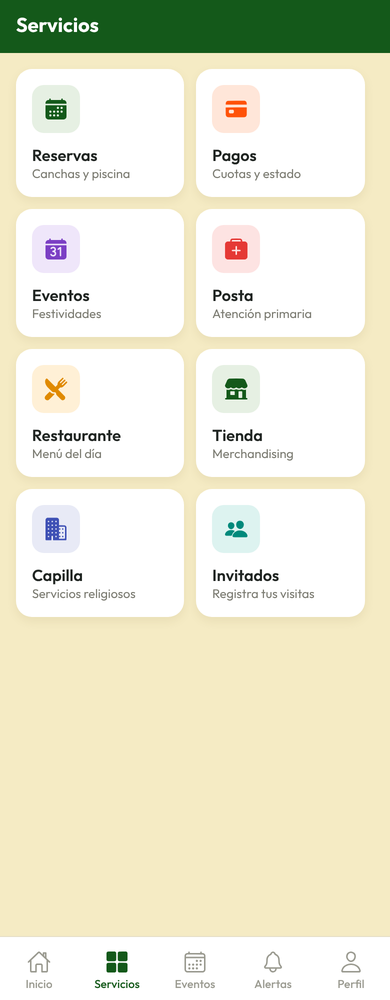 Servicios
Reservas
Canchas y piscina
Pagos
Cuotas y estado
31
Eventos
Festividades
Posta
Atención primaria
Restaurante
Menú del día
Tienda
Merchandising
Capilla
Servicios religiosos
Invitados
Registra tus visitas
Inicio
Servicios
Eventos
Alertas
Perfil